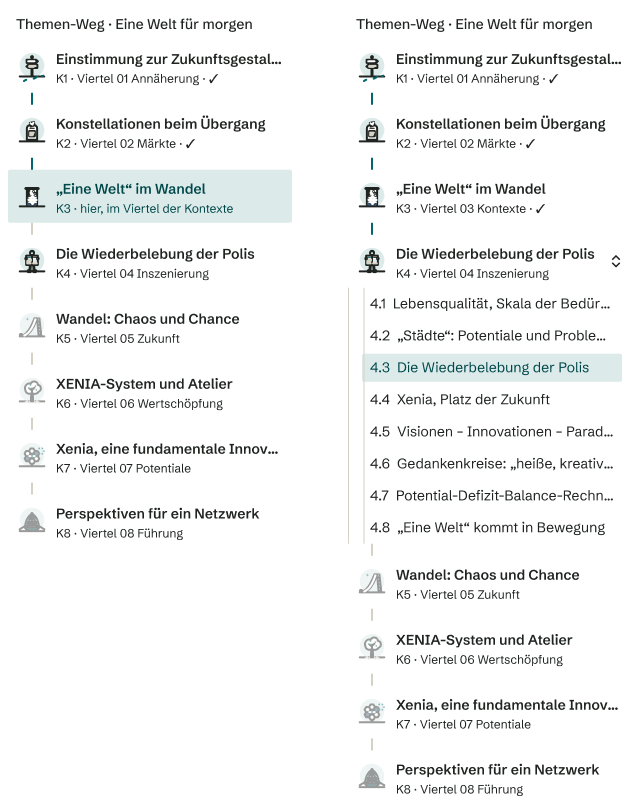 Themen-Weg · Eine Welt für morgen
Einstimmung zur Zukunftsgestal...
K1 · Viertel 01 Annäherung · ✓
Konstellationen beim Übergang
K2 · Viertel 02 Märkte · ✓
„Eine Welt“ im Wandel
K3 · hier, im Viertel der Kontexte
Die Wiederbelebung der Polis
K4 · Viertel 04 Inszenierung
Wandel: Chaos und Chance
K5 · Viertel 05 Zukunft
XENIA-System und Atelier
K6 · Viertel 06 Wertschöpfung
Xenia, eine fundamentale Innov...
K7 · Viertel 07 Potentiale
Perspektiven für ein Netzwerk
K8 · Viertel 08 Führung
Themen-Weg · Eine Welt für morgen
Einstimmung zur Zukunftsgestal...
K1 · Viertel 01 Annäherung · ✓
Konstellationen beim Übergang
K2 · Viertel 02 Märkte · ✓
„Eine Welt“ im Wandel
K3 · Viertel 03 Kontexte · ✓
Die Wiederbelebung der Polis
K4 · Viertel 04 Inszenierung
4.1 Lebensqualität, Skala der Bedür...
4.2 „Städte“: Potentiale und Proble...
4.3 Die Wiederbelebung der Polis
4.4 Xenia, Platz der Zukunft
4.5 Visionen – Innovationen – Parad...
4.6 Gedankenkreise: „heiße, kreativ...
4.7 Potential-Defizit-Balance-Rechn...
4.8 „Eine Welt“ kommt in Bewegung
Wandel: Chaos und Chance
K5 · Viertel 05 Zukunft
XENIA-System und Atelier
K6 · Viertel 06 Wertschöpfung
Xenia, eine fundamentale Innov...
K7 · Viertel 07 Potentiale
Perspektiven für ein Netzwerk
K8 · Viertel 08 Führung